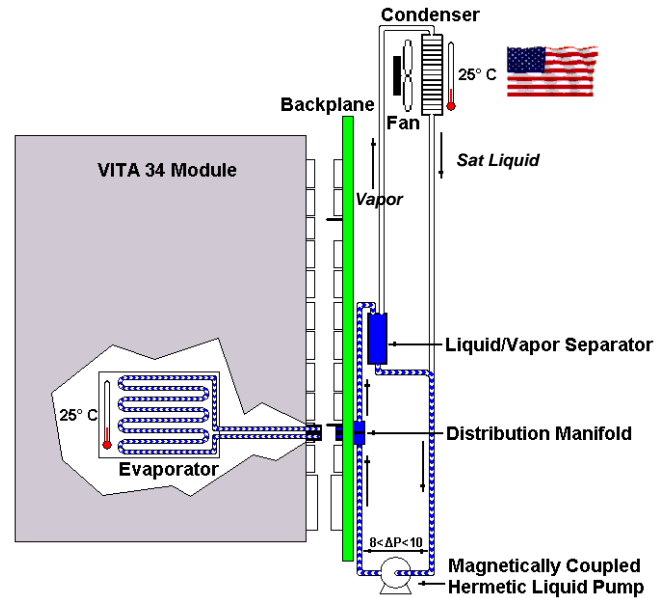 Condenser
25° C
Backplane
Fan
VITA 34 Module
Sat Liquid
Vapor
Liquid/Vapor Separator
25° C
Distribution Manifold
Evaporator
8<ΔP<10
Magnetically Coupled
Hermetic Liquid Pump